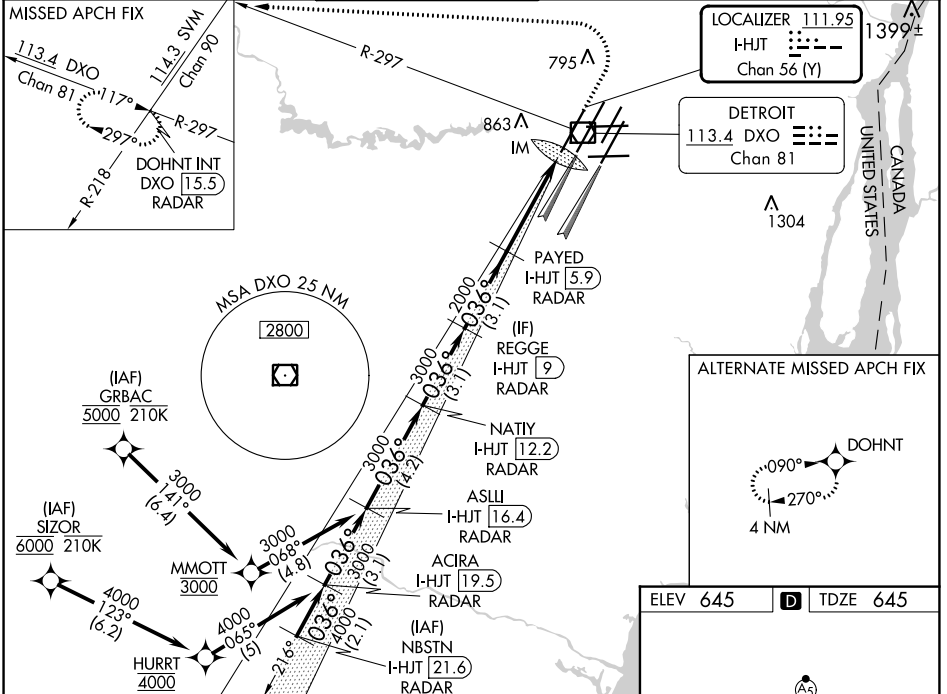 MISSED APCH FIX
113.4 DXO
Chan 81
114.3 SVM
Chan 90
117°
297°
R-297
R-218
DOHNT INT
DXO 15.5
RADAR
R-297
795
863
IM
LOCALIZER 111.95
I-HJT
Chan 56 (Y)
1399±
DETROIT
113.4 DXO
Chan 81
CANADA
UNITED STATES
1304
PAYED
I-HJT 5.9
RADAR
2000
036°
(3.1)
(IF)
REGGE
I-HJT 9
RADAR
3000
036°
(3.1)
NATIY
I-HJT 12.2
RADAR
3000
036°
(4.2)
ASLLI
I-HJT 16.4
RADAR
036°
3000
(3.1)
ACIRA
I-HJT 19.5
RADAR
036°
4000
(2.1)
(IAF)
NBSTN
I-HJT 21.6
RADAR
216°
MSA DXO 25 NM
2800
(IAF)
GRBAC
5000 210K
3000
141°
(6.4)
(IAF)
SIZOR
6000 210K
MMOTT
3000
3000
068°
(4.8)
4000
123°
(6.2)
HURRT
4000
4000
065°
(5)
ALTERNATE MISSED APCH FIX
DOHNT
090°
270°
4 NM
ELEV 645
D
TDZE 645
A5